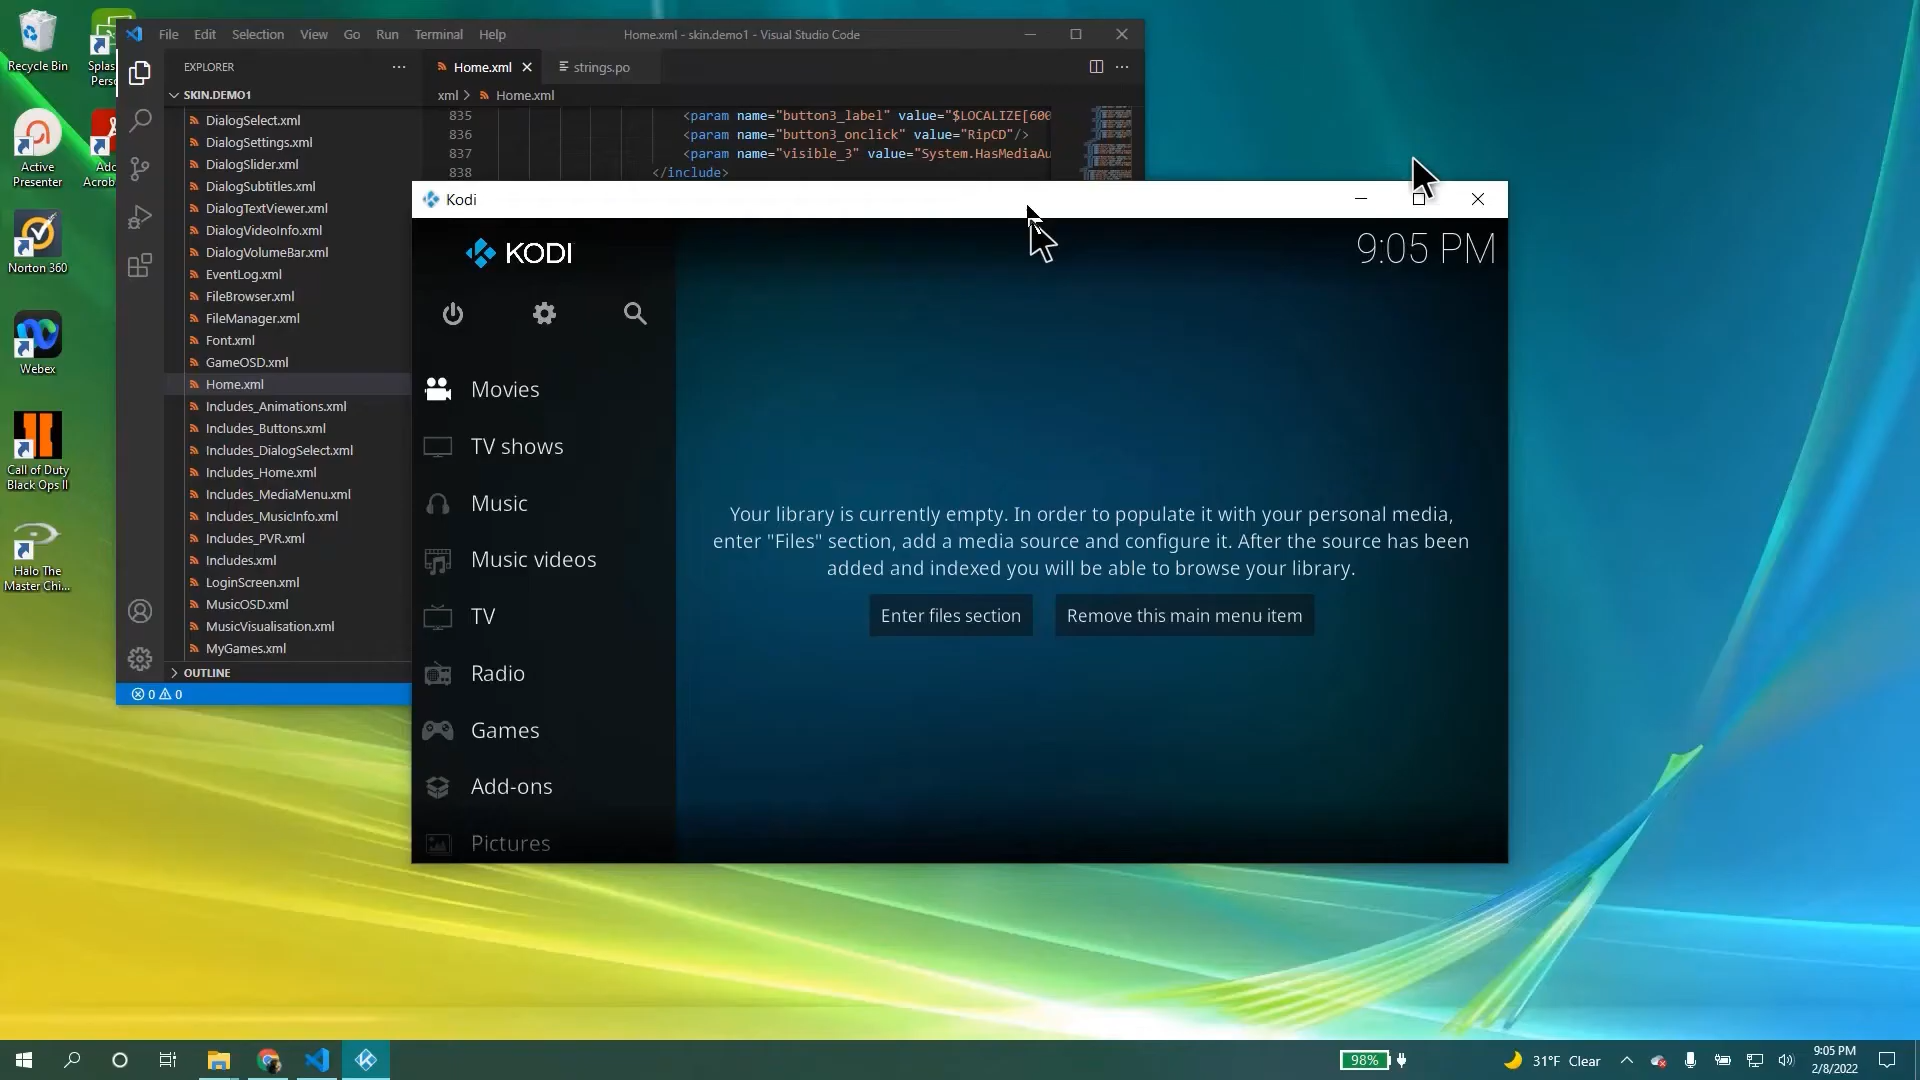 Recycle Bin
Splas
Pers
Active
Presenter
Ado
Acrob
Norton 360
Webex
Call of Duty
Black Ops II
Halo The
Master Chi...
File Edit Selection View Go Run Terminal Help
Home.xml - skin.demo1 - Visual Studio Code
EXPLORER
SKIN.DEMO1
DialogSelect.xml
DialogSettings.xml
DialogSlider.xml
DialogSubtitles.xml
DialogTextViewer.xml
DialogVideoInfo.xml
DialogVolumeBar.xml
EventLog.xml
FileBrowser.xml
FileManager.xml
Font.xml
GameOSD.xml
Home.xml
Includes_Animations.xml
Includes_Buttons.xml
Includes_DialogSelect.xml
Includes_Home.xml
Includes_MediaMenu.xml
Includes_MusicInfo.xml
Includes_PVR.xml
Includes.xml
LoginScreen.xml
MusicOSD.xml
MusicVisualisation.xml
MyGames.xml
OUTLINE
0 0
Home.xml strings.po
xml > Home.xml
835 <param name="button3_label" value="$LOCALIZE[600
836 <param name="button3_onclick" value="RipCD"/>
837 <param name="visible_3" value="System.HasMediaAu
838 </include>
Kodi
KODI
9:05 PM
Movies
TV shows
Music
Music videos
TV
Radio
Games
Add-ons
Pictures
Your library is currently empty. In order to populate it with your personal media,
enter "Files" section, add a media source and configure it. After the source has been
added and indexed you will be able to browse your library.
Enter files section
Remove this main menu item
98%
31°F Clear
9:05 PM
2/8/2022